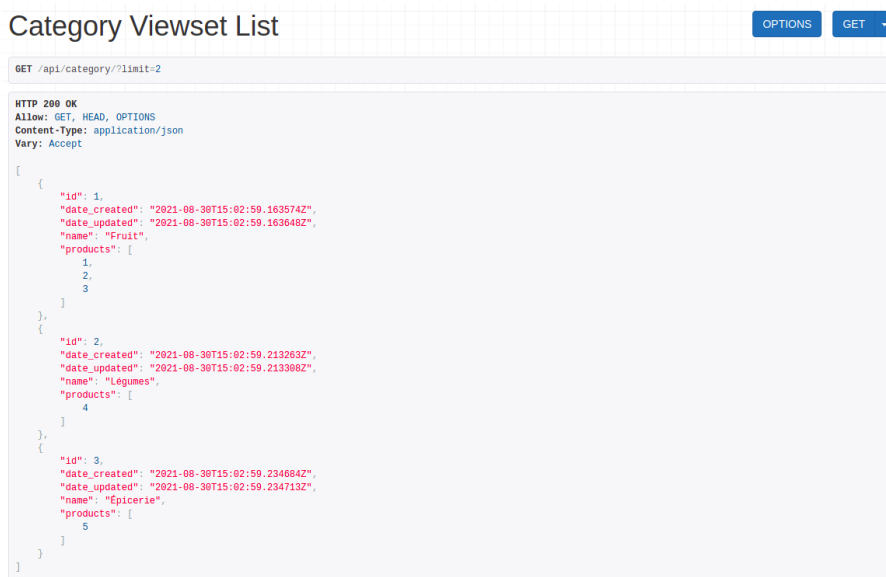 Category Viewset List
OPTIONS
GET
GET /api/category/?limit=2
HTTP 200 OK
Allow: GET, HEAD, OPTIONS
Content-Type: application/json
Vary: Accept
[
    {
        "id": 1,
        "date_created": "2021-08-30T15:02:59.163574Z",
        "date_updated": "2021-08-30T15:02:59.163648Z",
        "name": "Fruit",
        "products": [
            1,
            2,
            3
        ]
    },
    {
        "id": 2,
        "date_created": "2021-08-30T15:02:59.213263Z",
        "date_updated": "2021-08-30T15:02:59.213308Z",
        "name": "Légumes",
        "products": [
            4
        ]
    },
    {
        "id": 3,
        "date_created": "2021-08-30T15:02:59.234684Z",
        "date_updated": "2021-08-30T15:02:59.234713Z",
        "name": "Épicerie",
        "products": [
            5
        ]
    }
]